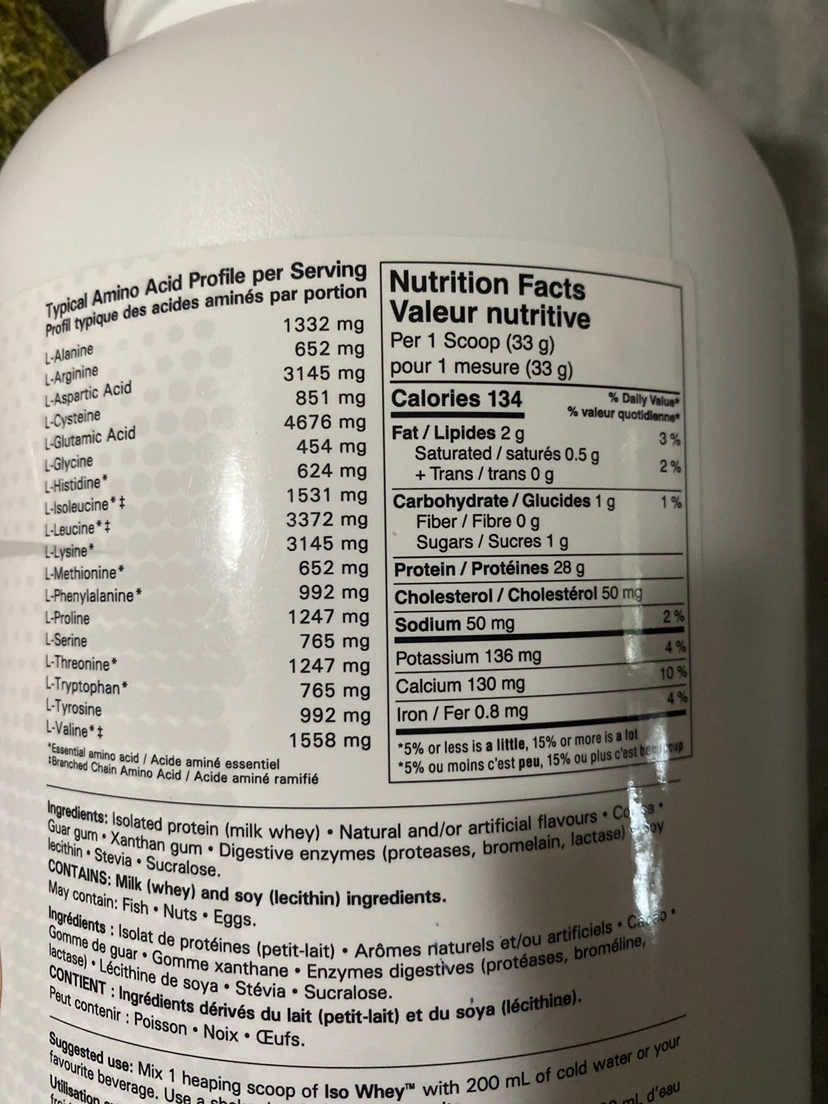 Typical Amino Acid Profile per Serving
Profil typique des acides aminés par portion
L-Alanine 1332 mg
L-Arginine 652 mg
L-Aspartic Acid 3145 mg
L-Cysteine 851 mg
L-Glutamic Acid 4676 mg
L-Glycine 454 mg
L-Histidine* 624 mg
L-Isoleucine*‡ 1531 mg
L-Leucine*‡ 3372 mg
L-Lysine* 3145 mg
L-Methionine* 652 mg
L-Phenylalanine* 992 mg
L-Proline 1247 mg
L-Serine 765 mg
L-Threonine* 1247 mg
L-Tryptophan* 765 mg
L-Tyrosine 992 mg
L-Valine*‡ 1558 mg
*Essential amino acid / Acide aminé essentiel
‡Branched Chain Amino Acid / Acide aminé ramifié
Nutrition Facts
Valeur nutritive
Per 1 Scoop (33 g)
pour 1 mesure (33 g)
Calories 134
% Daily Value*
% valeur quotidienne*
Fat / Lipides 2 g 3 %
Saturated / saturés 0.5 g
+ Trans / trans 0 g 2 %
Carbohydrate / Glucides 1 g 1 %
Fiber / Fibre 0 g
Sugars / Sucres 1 g
Protein / Protéines 28 g
Cholesterol / Cholestérol 50 mg
Sodium 50 mg 2 %
Potassium 136 mg 4 %
Calcium 130 mg 10 %
Iron / Fer 0.8 mg 4 %
*5% or less is a little, 15% or more is a lot
*5% ou moins c'est peu, 15% ou plus c'est beaucoup
Ingredients: Isolated protein (milk whey) • Natural and/or artificial flavours • Cocoa •
Guar gum • Xanthan gum • Digestive enzymes (proteases, bromelain, lactase) • Soy
lecithin • Stevia • Sucralose.
CONTAINS: Milk (whey) and soy (lecithin) ingredients.
May contain: Fish • Nuts • Eggs.
Ingrédients : Isolat de protéines (petit-lait) • Arômes naturels et/ou artificiels • Cacao •
Gomme de guar • Gomme xanthane • Enzymes digestives (protéases, broméline,
lactase) • Lécithine de soya • Stévia • Sucralose.
CONTIENT : Ingrédients dérivés du lait (petit-lait) et du soya (lécithine).
Peut contenir : Poisson • Noix • Œufs.
Suggested use: Mix 1 heaping scoop of Iso Whey™ with 200 mL of cold water or your
favourite beverage. Use a
Utilisation mL d'eau